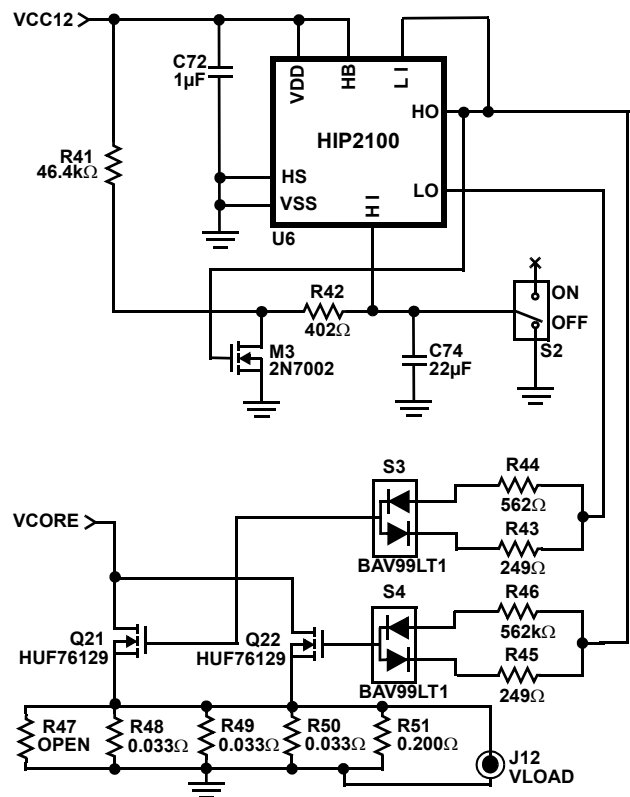 VCC12
C72
1µF
VDD
HB
LI
HO
R41
46.4kΩ
HIP2100
HS
LO
VSS
HI
U6
R42
402Ω
ON
OFF
S2
M3
2N7002
C74
22µF
S3
R44
562Ω
VCORE
R43
249Ω
BAV99LT1
S4
R46
562kΩ
Q21
HUF76129
Q22
HUF76129
R45
249Ω
BAV99LT1
R47
OPEN
R48
0.033Ω
R49
0.033Ω
R50
0.033Ω
R51
0.200Ω
J12
VLOAD